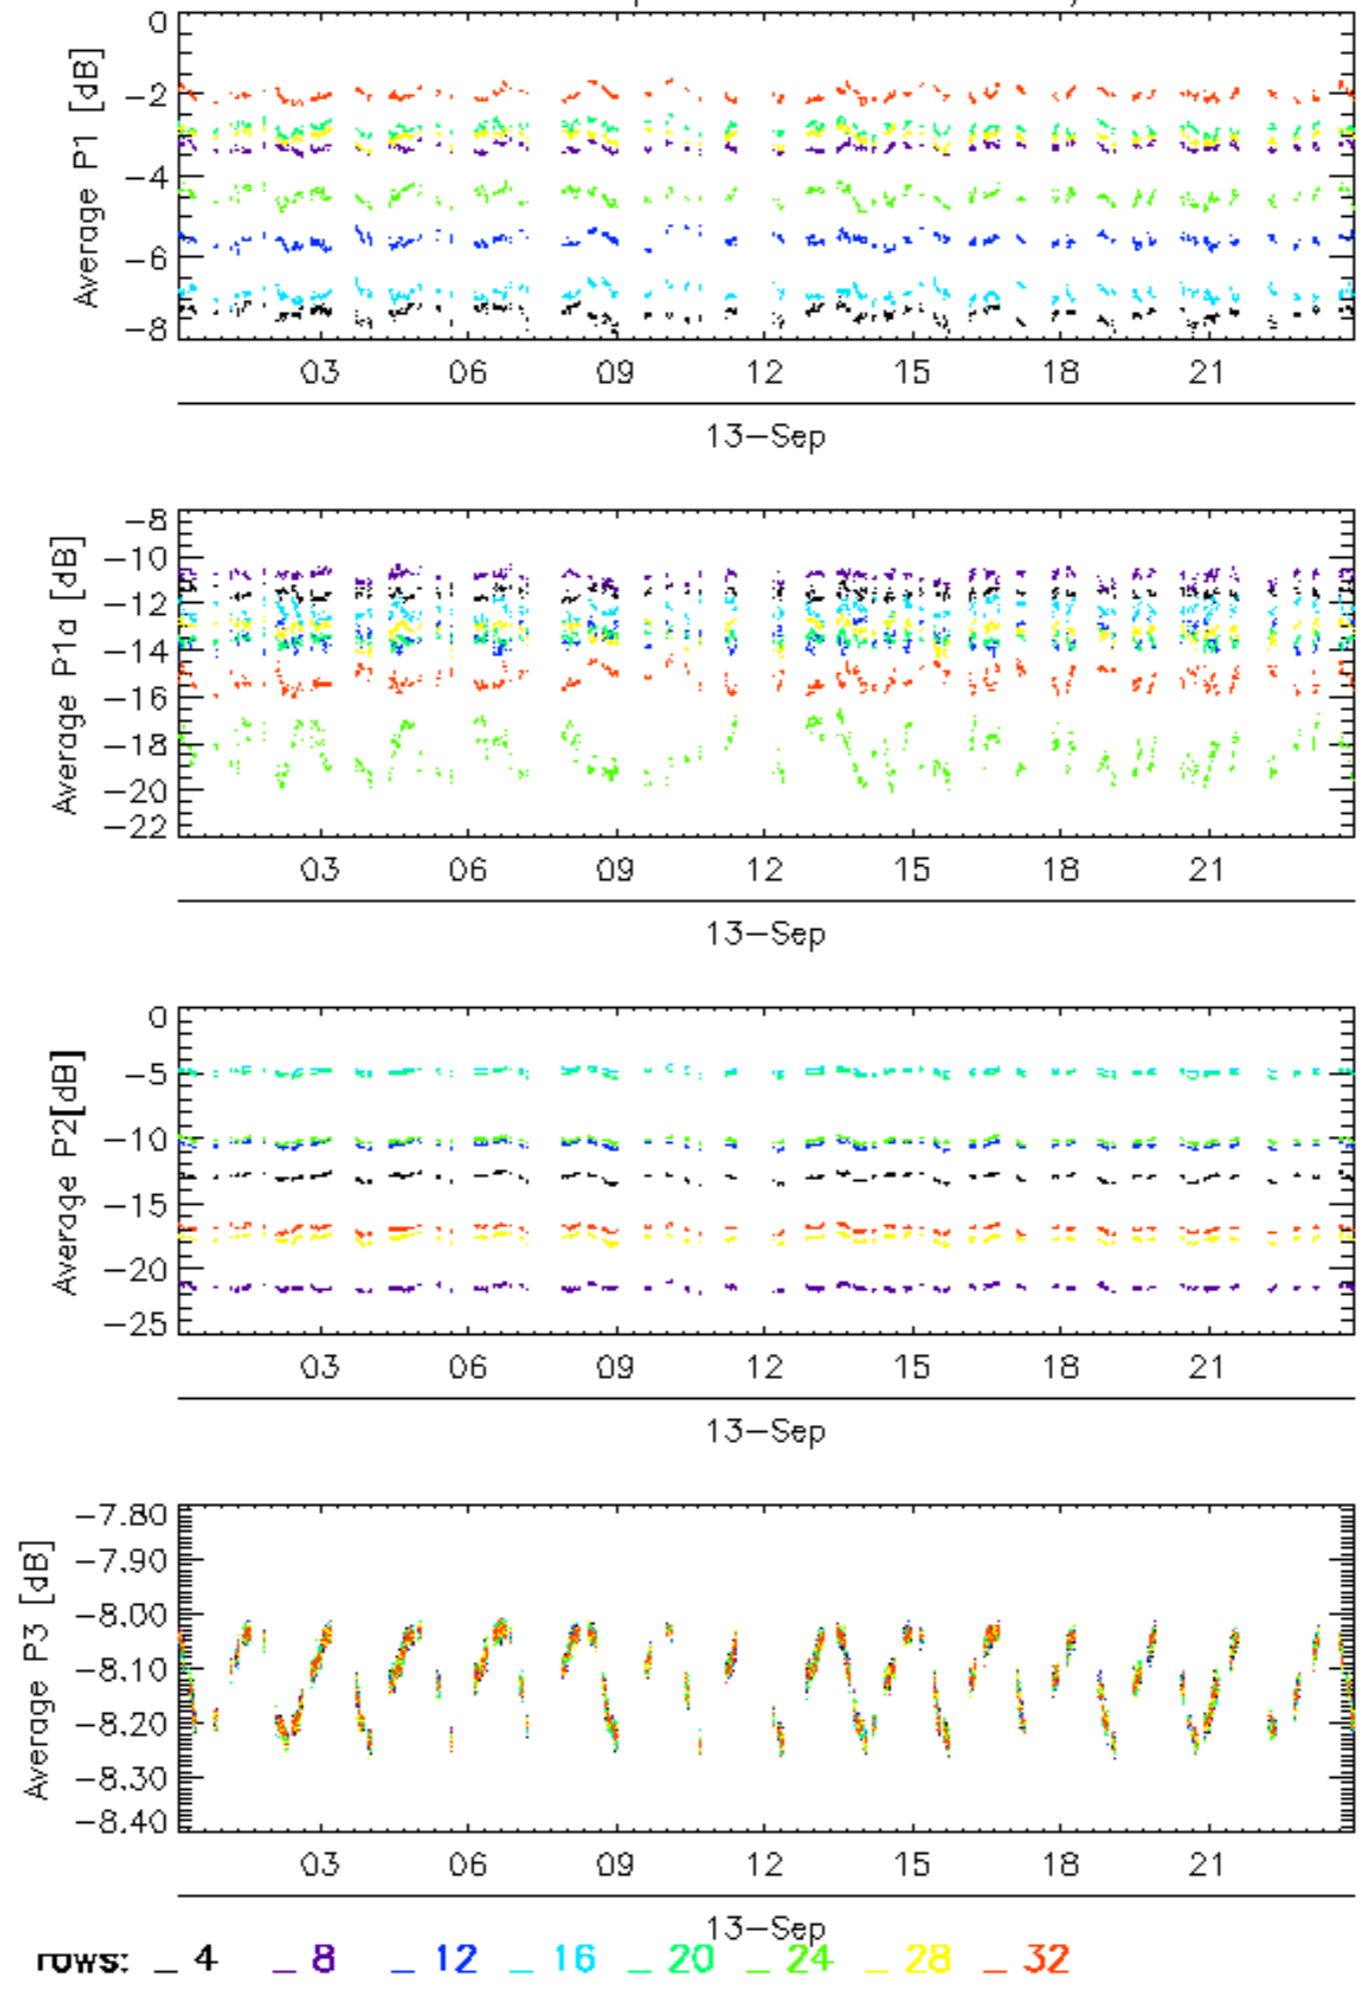 Average P1 [dB]
0
−2
−4
−6
−8
03 06 09 12 15 18 21
13−Sep
Average P1a [dB]
−8
−10
−12
−14
−16
−18
−20
−22
03 06 09 12 15 18 21
13−Sep
Average P2[dB]
0
−5
−10
−15
−20
−25
03 06 09 12 15 18 21
13−Sep
Average P3 [dB]
−7.80
−7.90
−8.00
−8.10
−8.20
−8.30
−8.40
03 06 09 12 15 18 21
13−Sep
rows: _ 4 _ 8 _ 12 _ 16 _ 20 _ 24 _ 28 _ 32